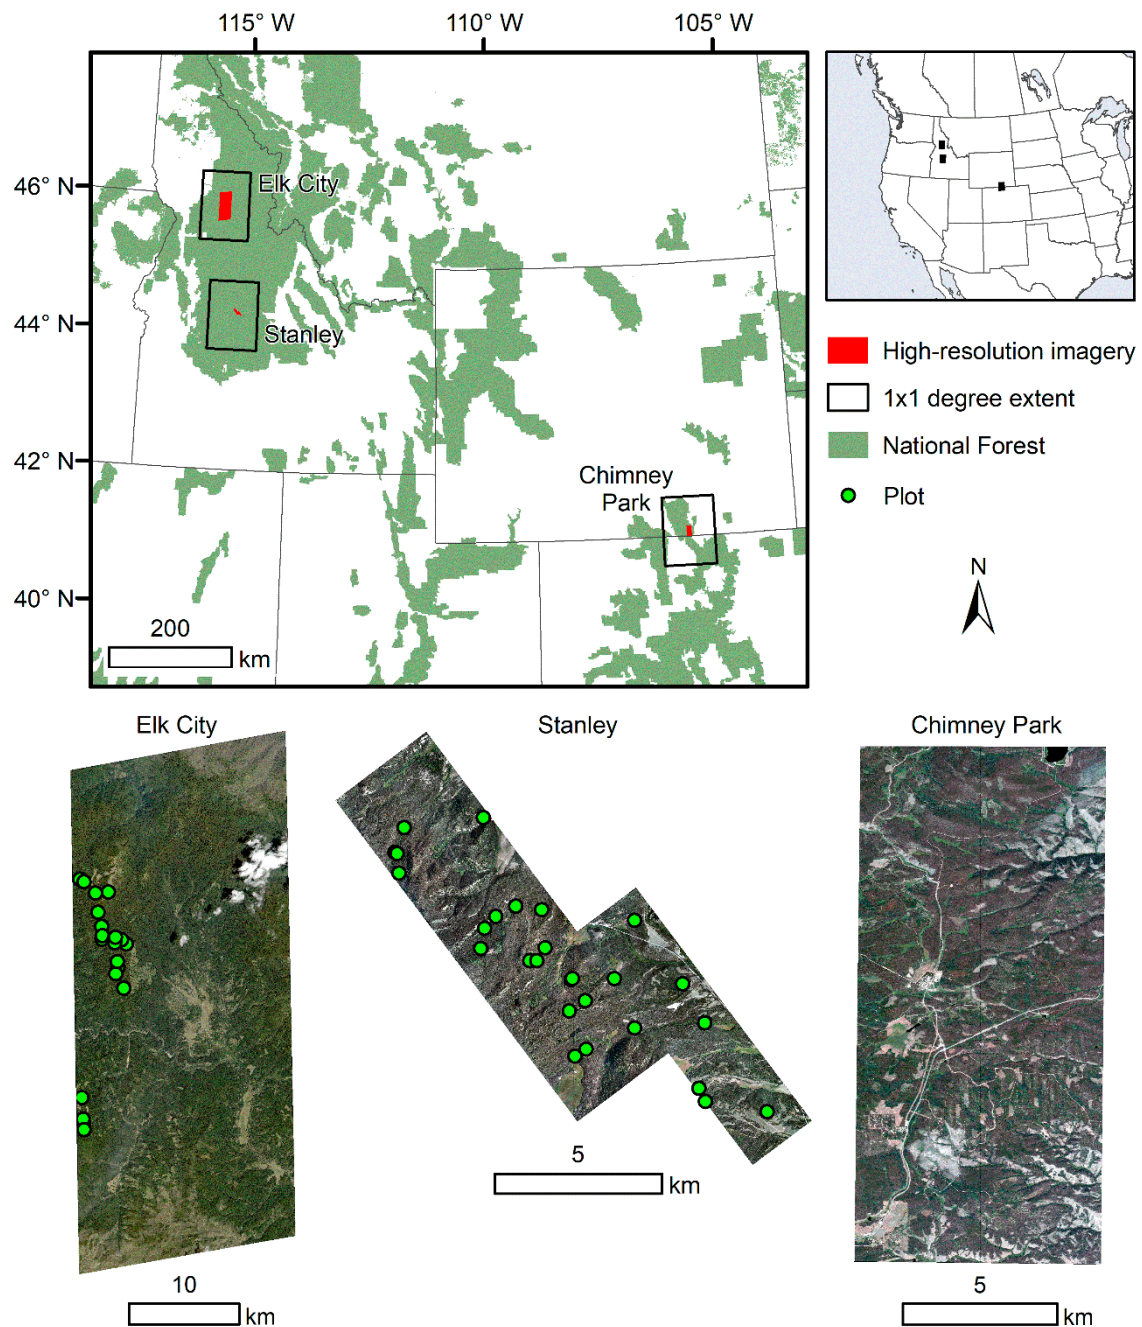 115° W
110° W
105° W
46° N
44° N
42° N
40° N
Elk City
Stanley
Chimney
Park
200
km
High-resolution imagery
1x1 degree extent
National Forest
Plot
N
Elk City
Stanley
Chimney Park
10
km
5
km
5
km